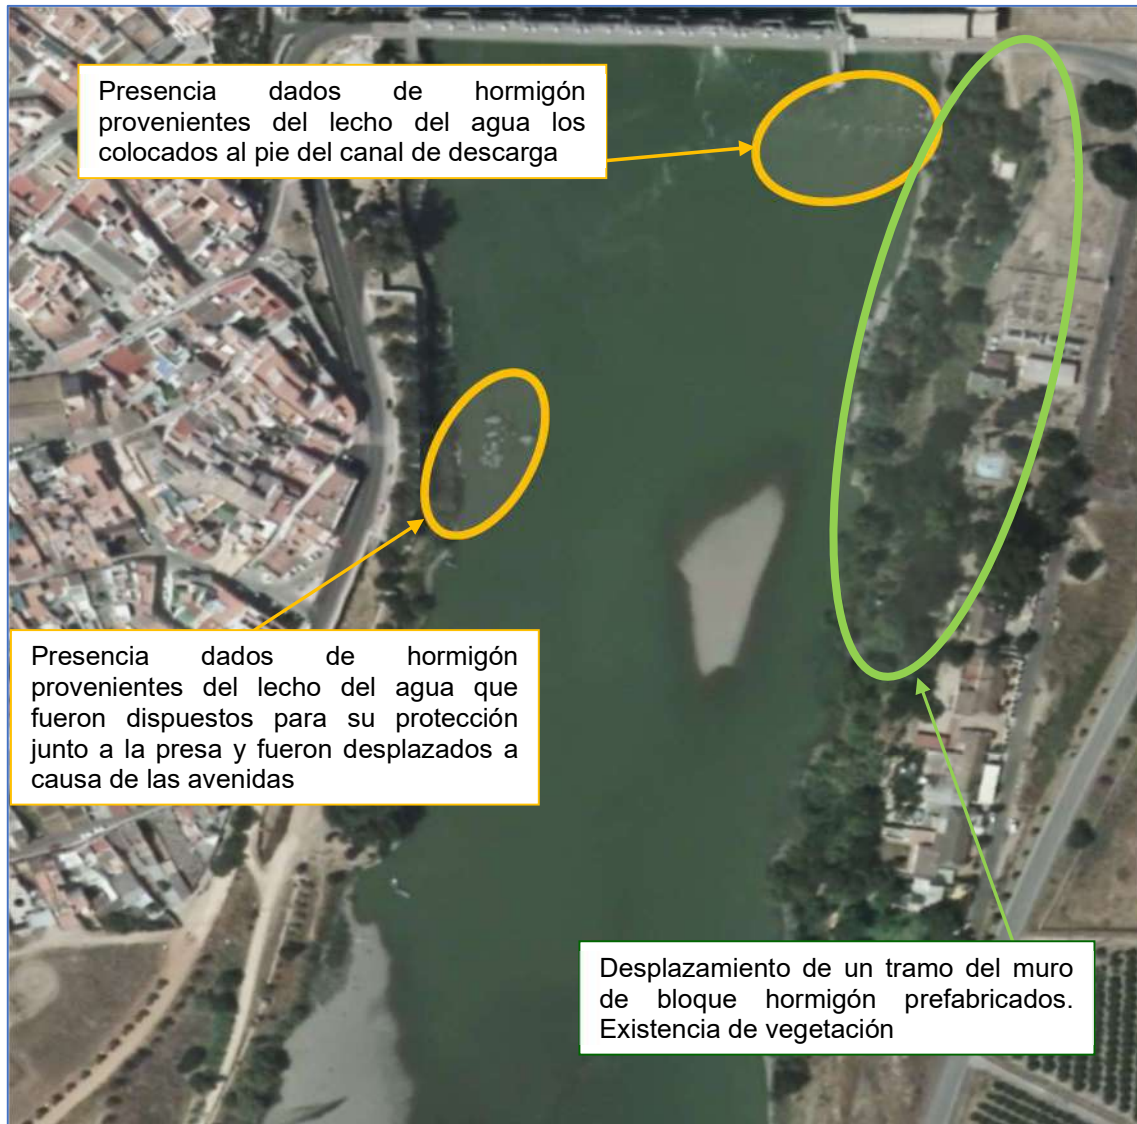 Presencia dados de hormigón
provenientes del lecho del agua los
colocados al pie del canal de descarga
Presencia dados de hormigón
provenientes del lecho del agua que
fueron dispuestos para su protección
junto a la presa y fueron desplazados a
causa de las avenidas
Desplazamiento de un tramo del muro
de bloque hormigón prefabricados.
Existencia de vegetación